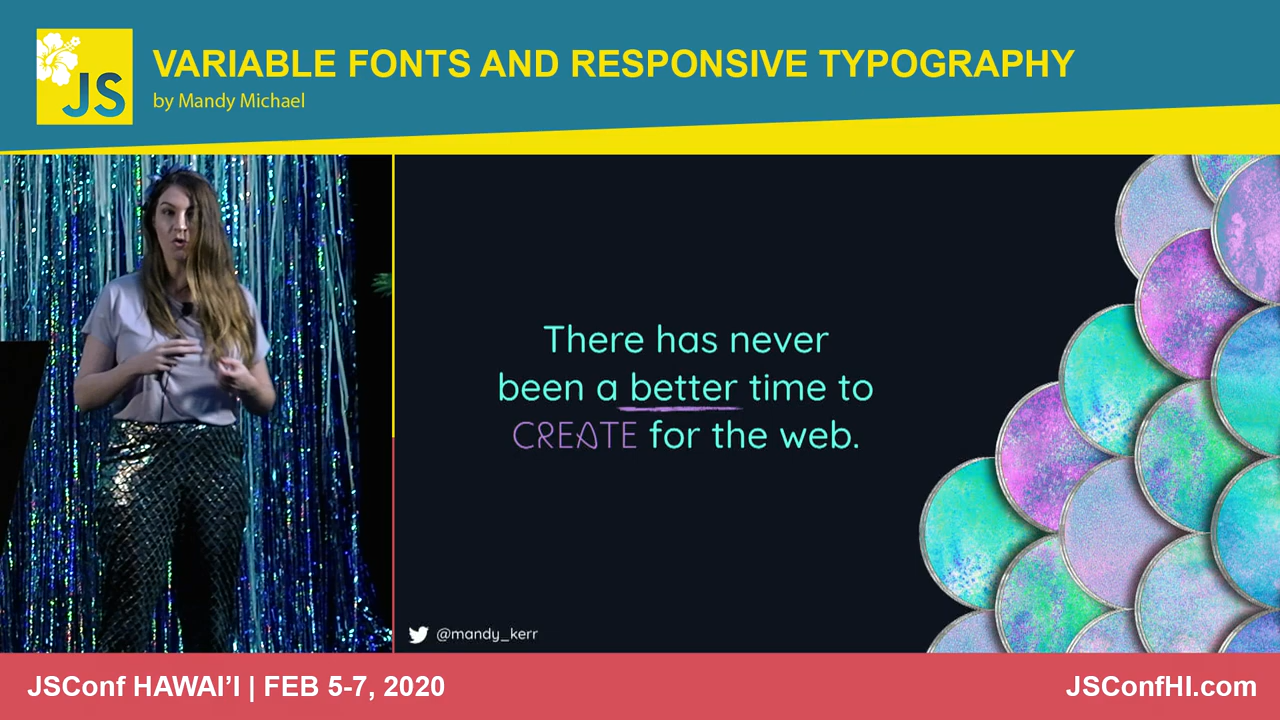 JS
VARIABLE FONTS AND RESPONSIVE TYPOGRAPHY
by Mandy Michael
There has never
been a better time to
CREATE for the web.
@mandy_kerr
JSConf HAWAI’I | FEB 5-7, 2020
JSConfHI.com